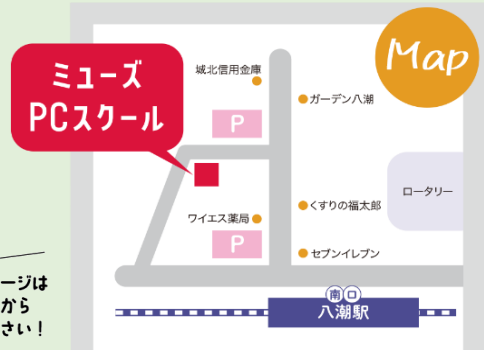 Map
ミューズ
PCスクール
城北信用金庫
P
ガーデン八潮
ロータリー
くすりの福太郎
ワイエス薬局
P
セブンイレブン
南口
八潮駅
ージは
から
さい！